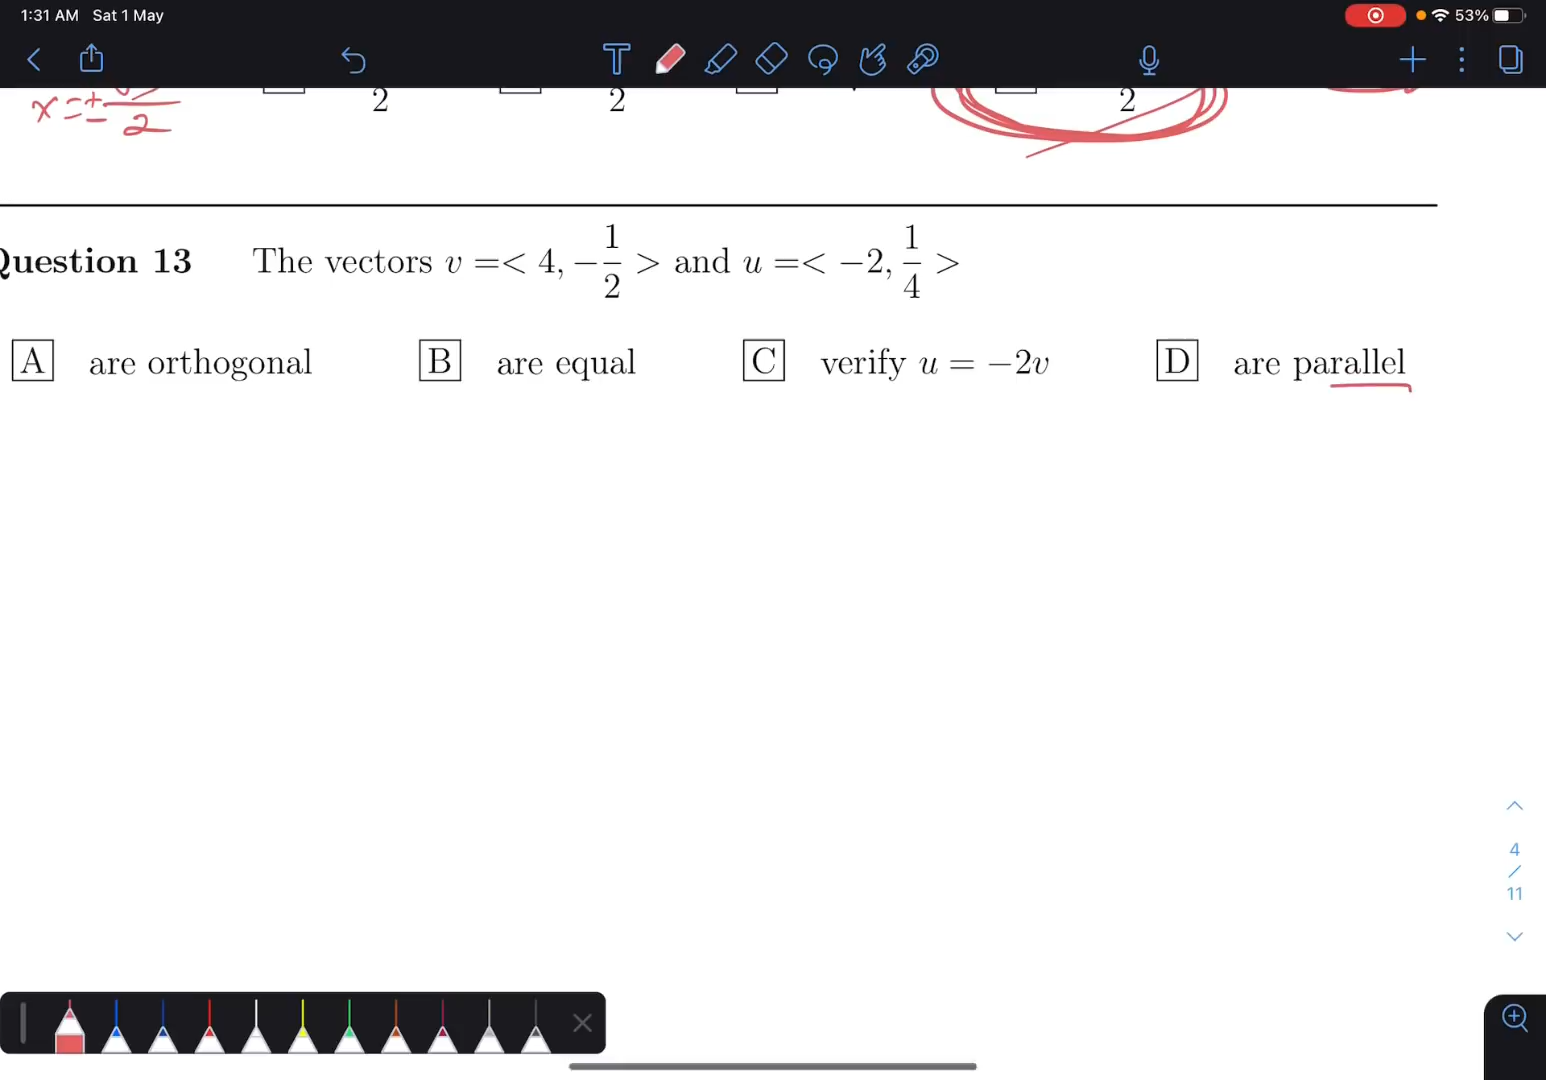 1:31 AM Sat 1 May
53%
x = ± 2
2
2
2
Question 13 The vectors v =< 4, −1/2 > and u =< −2, 1/4 >
A are orthogonal B are equal C verify u = −2v D are parallel
4
/
11